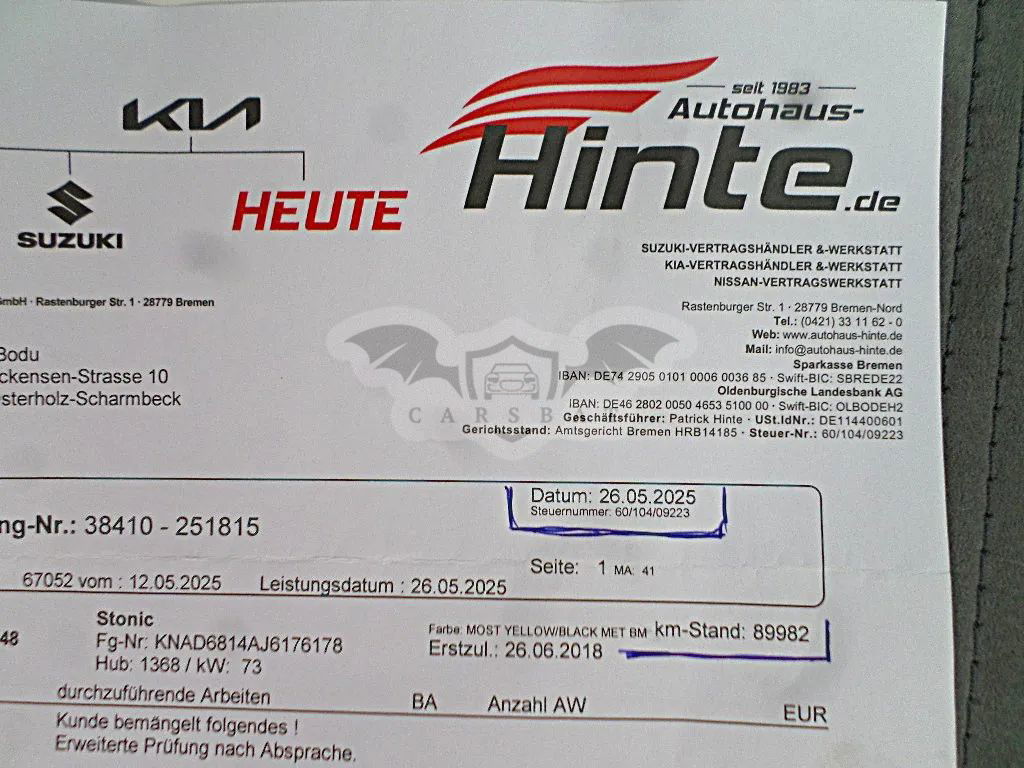 KIA
SUZUKI
HEUTE
seit 1983
Autohaus-
Hinte.de
SUZUKI-VERTRAGSHÄNDLER &-WERKSTATT
KIA-VERTRAGSHÄNDLER &-WERKSTATT
NISSAN-VERTRAGSWERKSTATT
GmbH · Rastenburger Str. 1 · 28779 Bremen
Rastenburger Str. 1 · 28779 Bremen-Nord
Tel.: (0421) 33 11 62 - 0
Web: www.autohaus-hinte.de
Mail: info@autohaus-hinte.de
Sparkasse Bremen
IBAN: DE74 2905 0101 0006 0036 85 · Swift-BIC: SBREDE22
Oldenburgische Landesbank AG
IBAN: DE46 2802 0050 4653 5100 00 · Swift-BIC: OLBODEH2
Geschäftsführer: Patrick Hinte · USt.IdNr.: DE114400601
Gerichtsstand: Amtsgericht Bremen HRB14185 · Steuer-Nr.: 60/104/09223
Bodu
ckensen-Strasse 10
sterholz-Scharmbeck
CARSB
Datum: 26.05.2025
Steuernummer: 60/104/09223
ng-Nr.: 38410 - 251815
Seite: 1 MA: 41
67052 vom : 12.05.2025 Leistungsdatum : 26.05.2025
Stonic
48 Fg-Nr: KNAD6814AJ6176178 Farbe: MOST YELLOW/BLACK MET BM km-Stand: 89982
Hub: 1368 / kW: 73 Erstzul.: 26.06.2018
durchzuführende Arbeiten BA Anzahl AW EUR
Kunde bemängelt folgendes !
Erweiterte Prüfung nach Absprache.